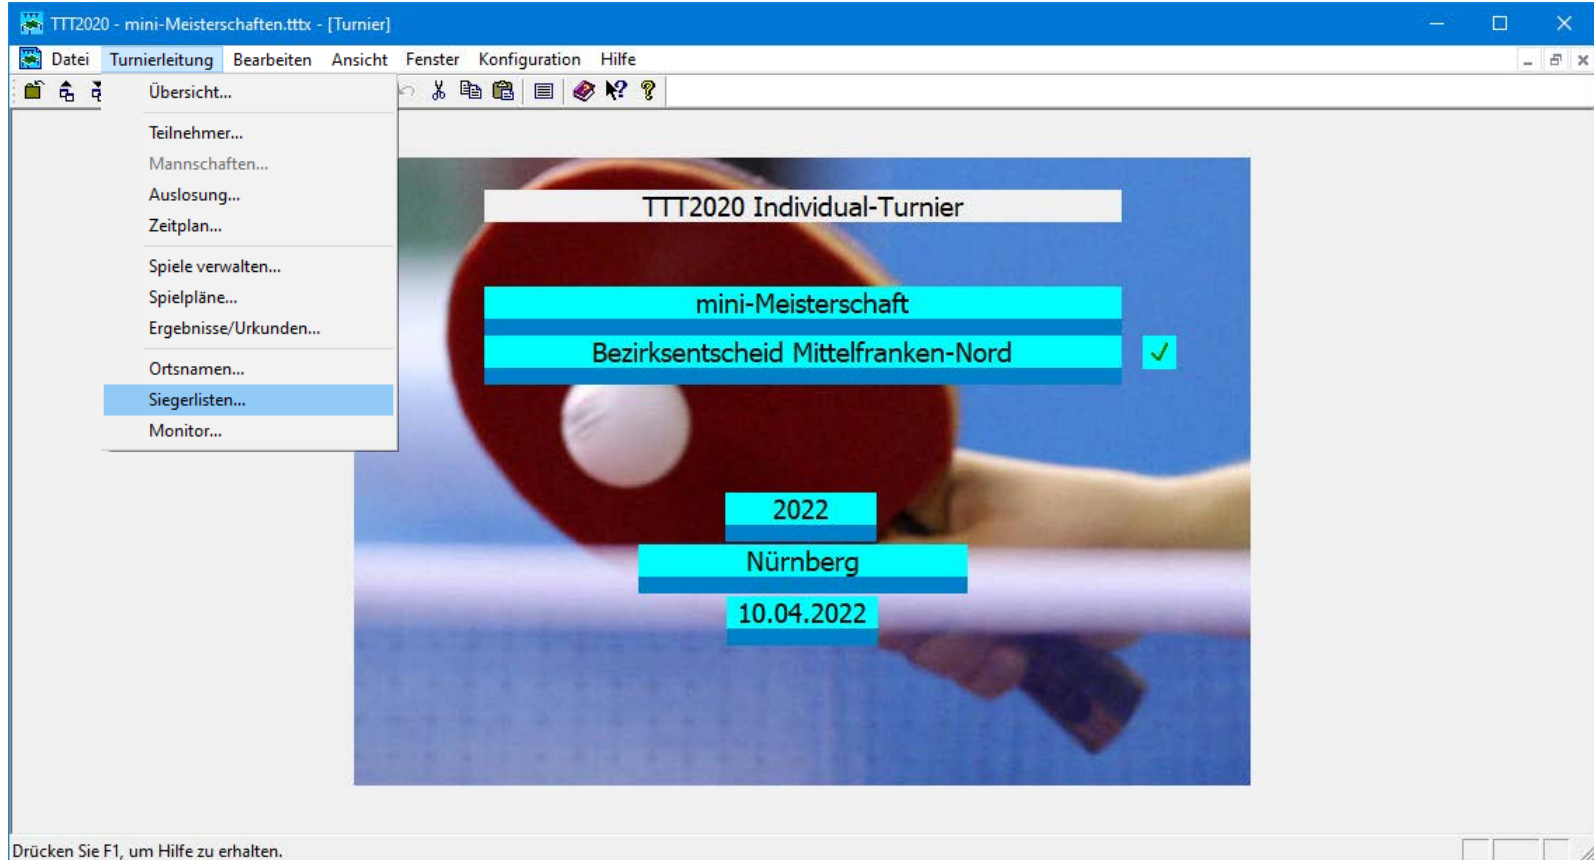 TTT2020 - mini-Meisterschaften.tttx - [Turnier]
Datei Turnierleitung Bearbeiten Ansicht Fenster Konfiguration Hilfe
Übersicht...
Teilnehmer...
Mannschaften...
Auslosung...
Zeitplan...
Spiele verwalten...
Spielpläne...
Ergebnisse/Urkunden...
Ortsnamen...
Siegerlisten...
Monitor...
TTT2020 Individual-Turnier
mini-Meisterschaft
Bezirksentscheid Mittelfranken-Nord
2022
Nürnberg
10.04.2022
Drücken Sie F1, um Hilfe zu erhalten.